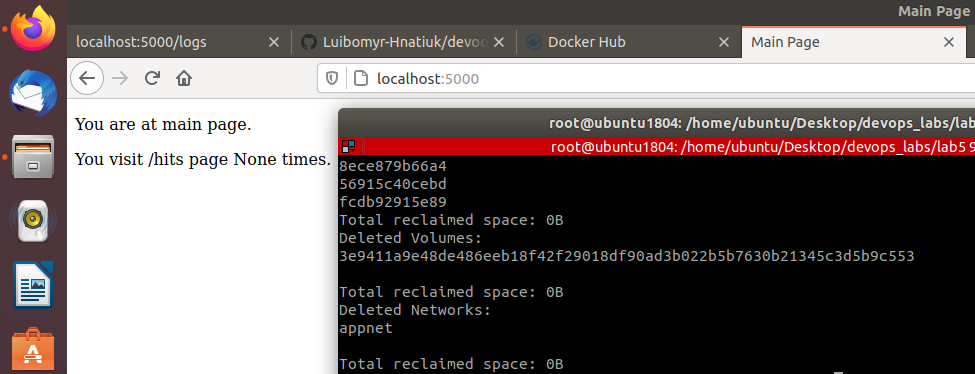 Main Page
localhost:5000/logs
Luibomyr-Hnatiuk/devoo
Docker Hub
Main Page
localhost:5000
You are at main page.
You visit /hits page None times.
root@ubuntu1804: /home/ubuntu/Desktop/devops_labs/lab
root@ubuntu1804: /home/ubuntu/Desktop/devops_labs/lab5 9
8ece879b66a4
56915c40cebd
fcdb92915e89
Total reclaimed space: 0B
Deleted Volumes:
3e9411a9e48de486eeb18f42f29018df90ad3b022b5b7630b21345c3d5b9c553
Total reclaimed space: 0B
Deleted Networks:
appnet
Total reclaimed space: 0B